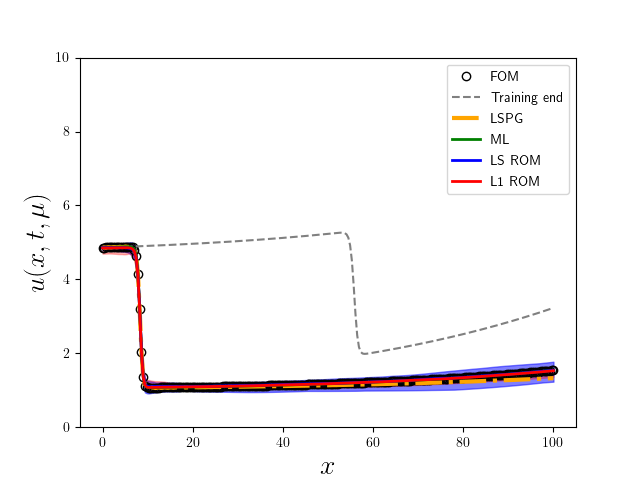 10
8
6
4
2
0
u(x, t, μ)
0 20 40 60 80 100
x
FOM
Training end
LSPG
ML
LS ROM
L1 ROM